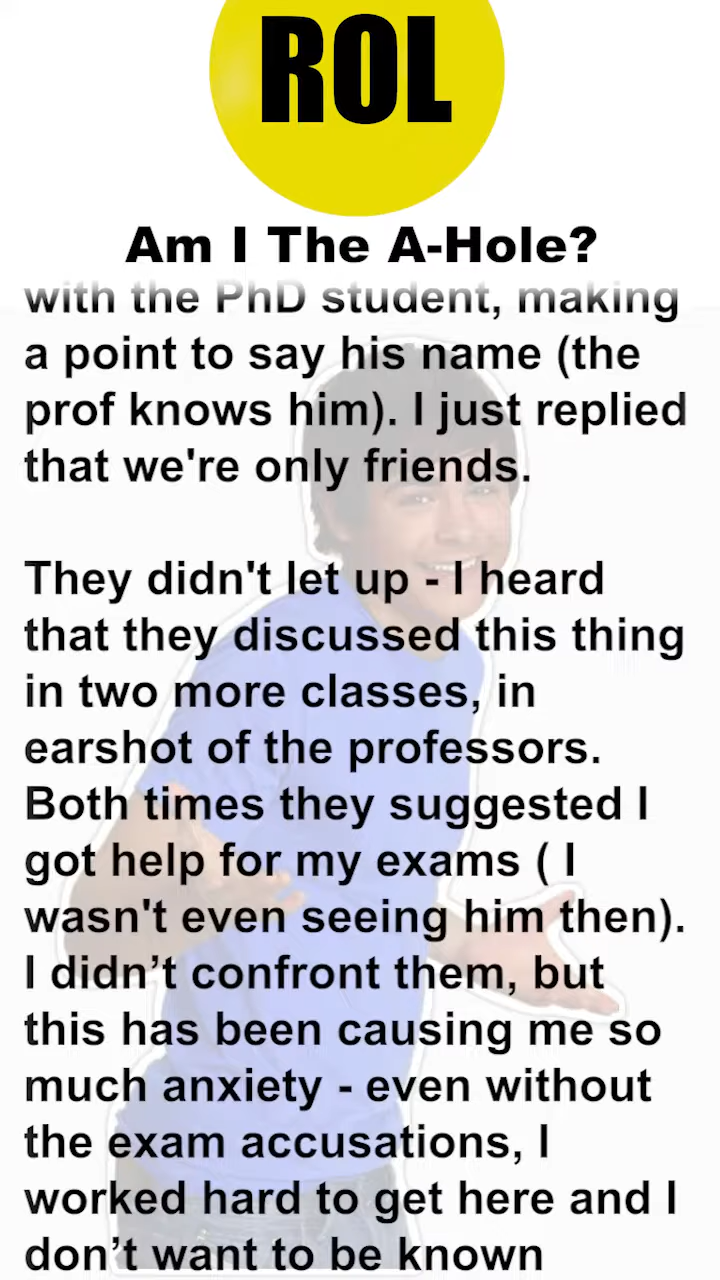 ROL
Am I The A-Hole?
with the PhD student, making
a point to say his name (the
prof knows him). I just replied
that we're only friends.
They didn't let up - I heard
that they discussed this thing
in two more classes, in
earshot of the professors.
Both times they suggested I
got help for my exams ( I
wasn't even seeing him then).
I didn’t confront them, but
this has been causing me so
much anxiety - even without
the exam accusations, I
worked hard to get here and I
don’t want to be known